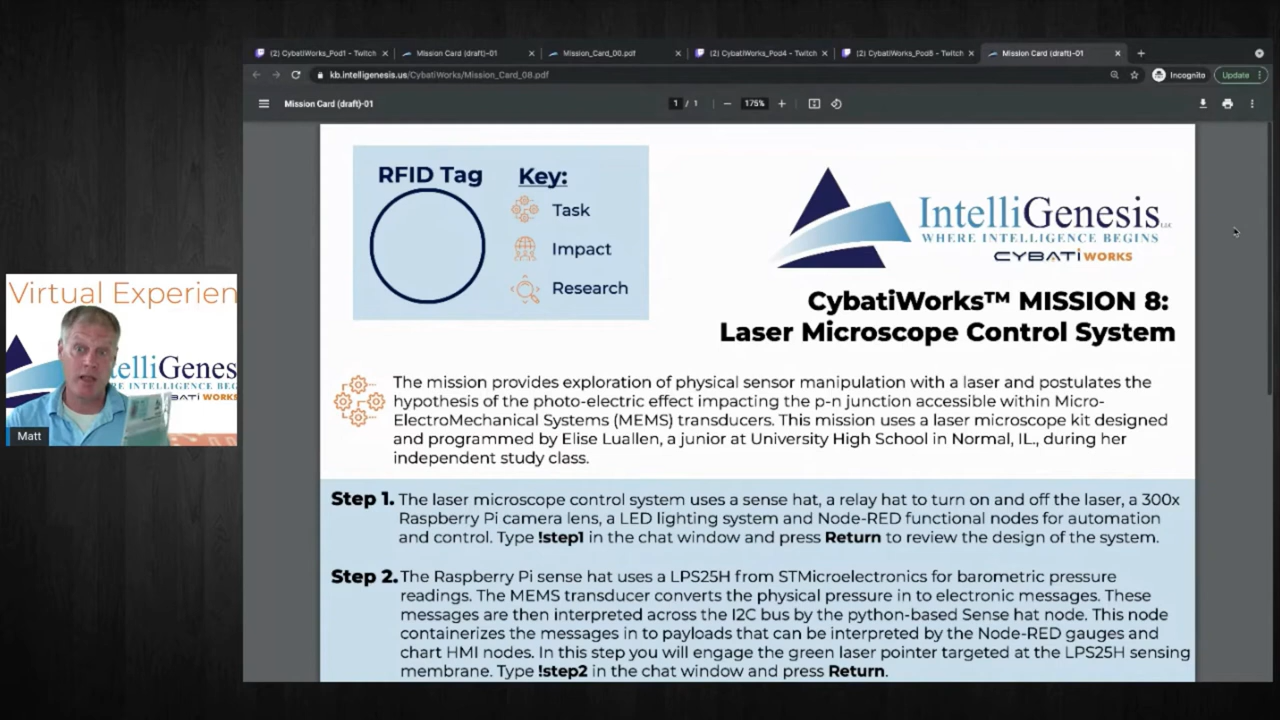 (2) CybatiWorks_Pod1 - Twitch
Mission Card (draft)-01
Mission_Card_00.pdf
(2) CybatiWorks_Pod4 - Twitch
(2) CybatiWorks_Pod8 - Twitch
Mission Card (draft)-01
kb.intelligenesis.us/CybatiWorks/Mission_Card_08.pdf
Incognito
Update
Mission Card (draft)-01
1 / 1
175%
RFID Tag
Key:
Task
Impact
Research
IntelliGenesis LLC
WHERE INTELLIGENCE BEGINS
CYBATIWORKS
CybatiWorks™ MISSION 8:
Laser Microscope Control System
The mission provides exploration of physical sensor manipulation with a laser and postulates the
hypothesis of the photo-electric effect impacting the p-n junction accessible within Micro-
ElectroMechanical Systems (MEMS) transducers. This mission uses a laser microscope kit designed
and programmed by Elise Luallen, a junior at University High School in Normal, IL., during her
independent study class.
Step 1. The laser microscope control system uses a sense hat, a relay hat to turn on and off the laser, a 300x
Raspberry Pi camera lens, a LED lighting system and Node-RED functional nodes for automation
and control. Type !step1 in the chat window and press Return to review the design of the system.
Step 2. The Raspberry Pi sense hat uses a LPS25H from STMicroelectronics for barometric pressure
readings. The MEMS transducer converts the physical pressure in to electronic messages. These
messages are then interpreted across the I2C bus by the python-based Sense hat node. This node
containerizes the messages in to payloads that can be interpreted by the Node-RED gauges and
chart HMI nodes. In this step you will engage the green laser pointer targeted at the LPS25H sensing
membrane. Type !step2 in the chat window and press Return.
Virtual Experien
elliGenes
CYBATIWORKS
Matt